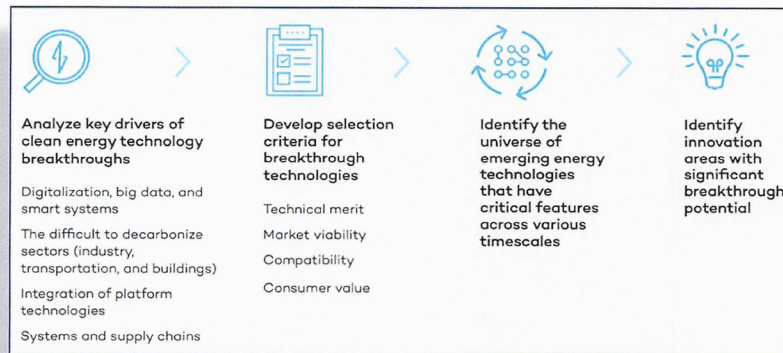 Analyze key drivers of
clean energy technology
breakthroughs
Digitalization, big data, and
smart systems
The difficult to decarbonize
sectors (industry,
transportation, and buildings)
Integration of platform
technologies
Systems and supply chains
Develop selection
criteria for
breakthrough
technologies
Technical merit
Market viability
Compatibility
Consumer value
Identify the
universe of
emerging energy
technologies
that have
critical features
across various
timescales
Identify
innovation
areas with
significant
breakthrough
potential